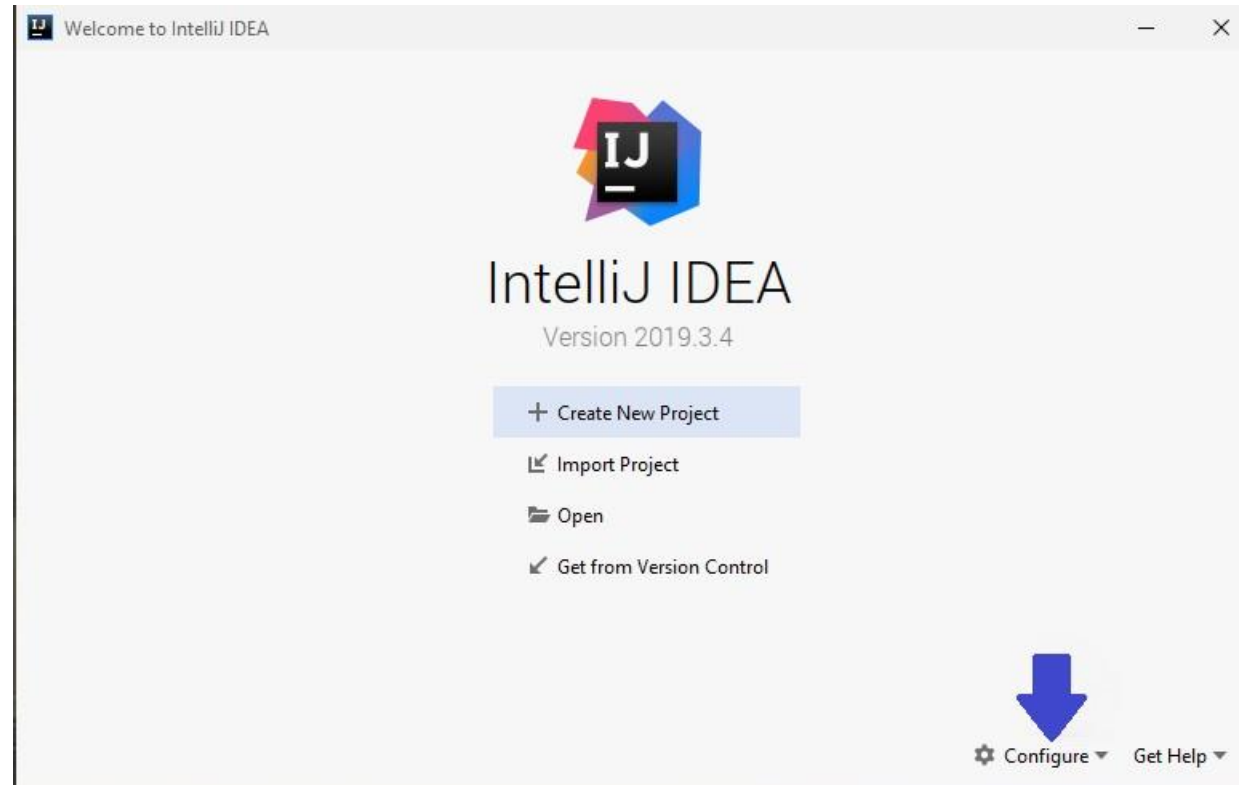 Welcome to IntelliJ IDEA
IJ
IntelliJ IDEA
Version 2019.3.4
Create New Project
Import Project
Open
Get from Version Control
Configure Get Help